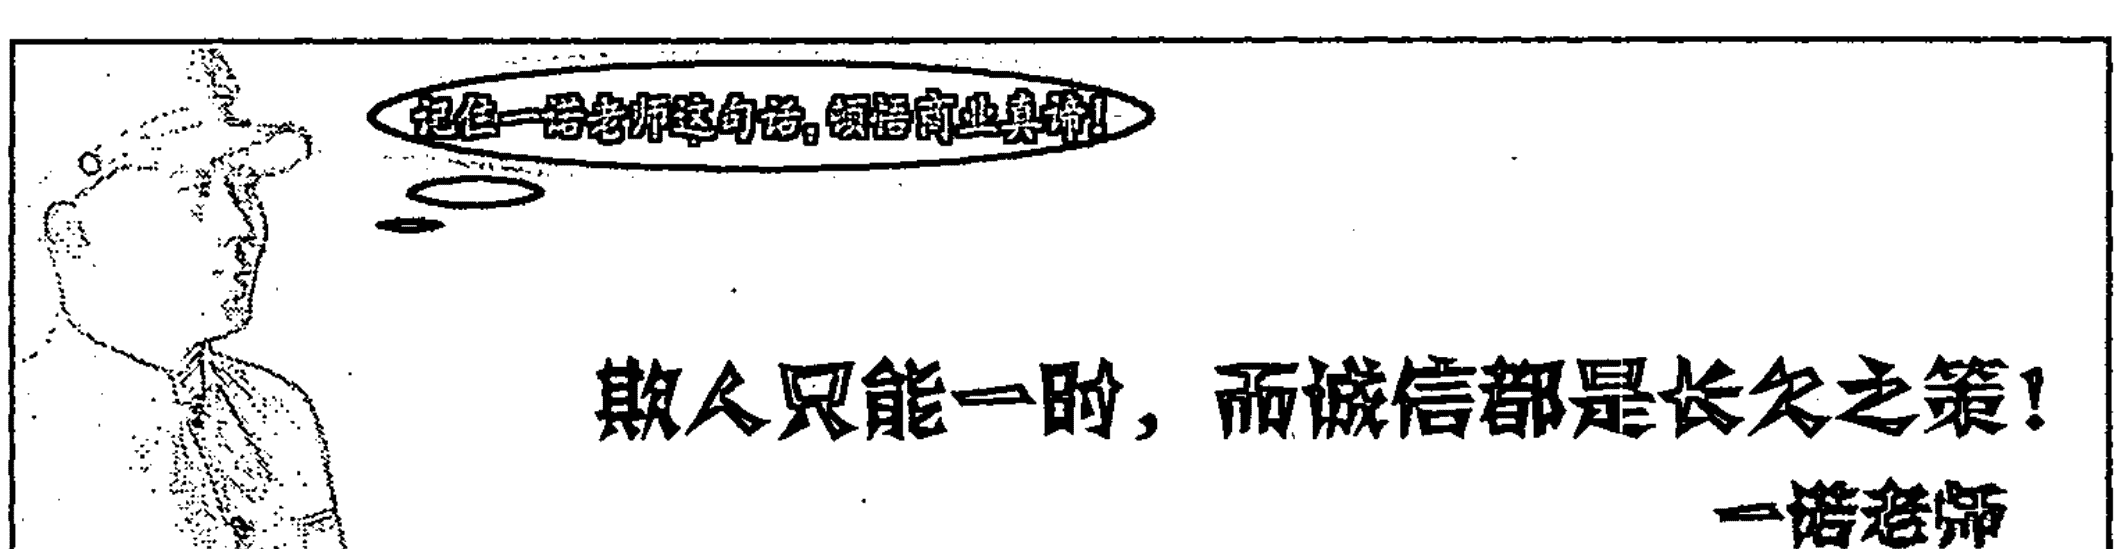 记住一诺老师这句话,领悟商业真谛!
欺人只能一时，而诚信都是长久之策!
一诺老师